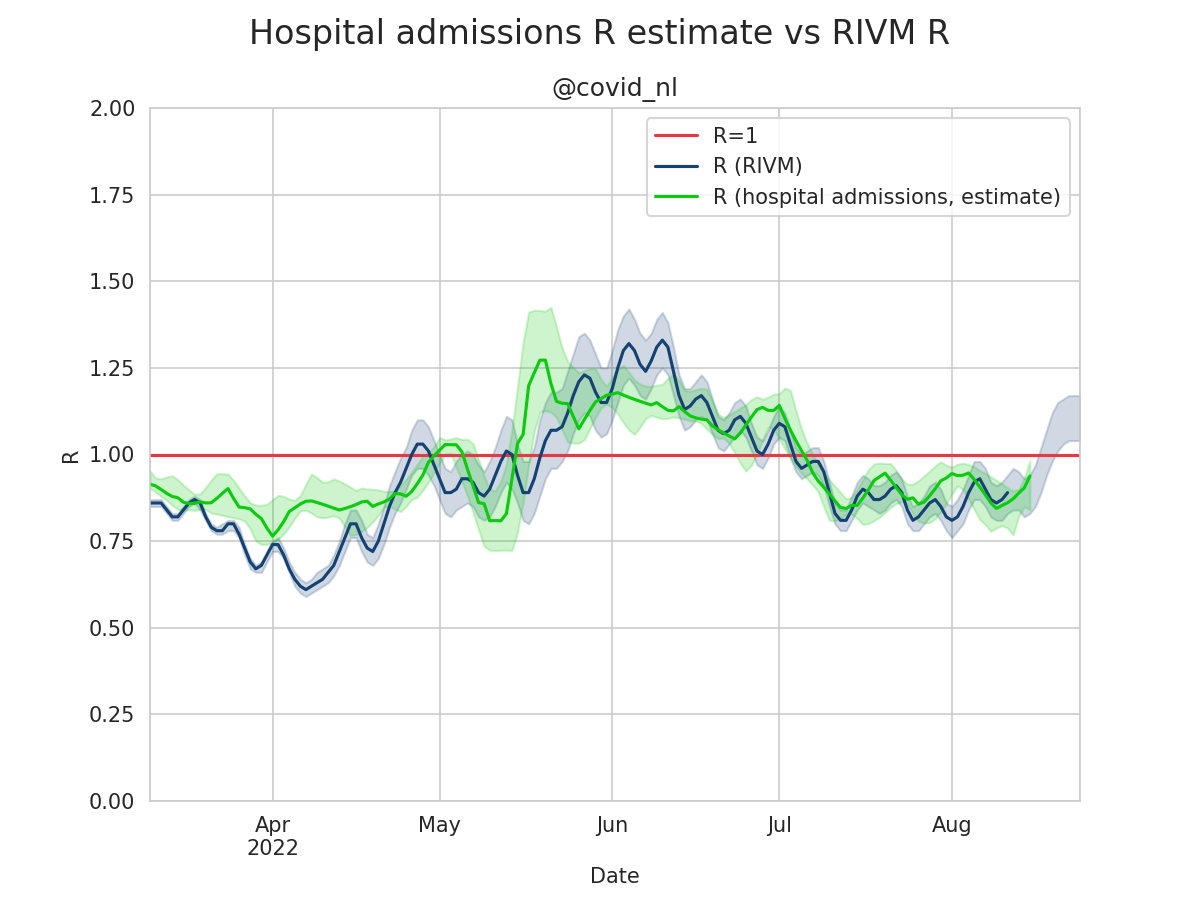 Hospital admissions R estimate vs RIVM R
@covid_nl
R=1
R (RIVM)
R (hospital admissions, estimate)
2.00
1.75
1.50
1.25
1.00
0.75
0.50
0.25
0.00
R
Apr May Jun Jul Aug
2022
Date